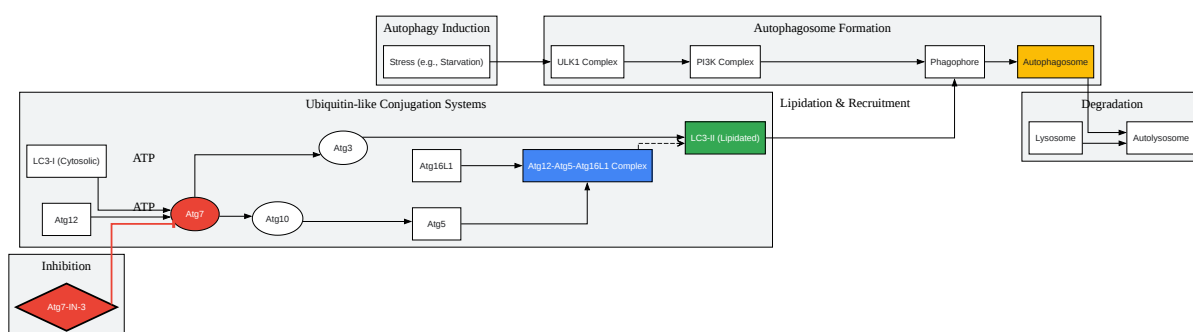 Autophagy Induction
Stress (e.g., Starvation)
Autophagosome Formation
ULK1 Complex
PI3K Complex
Phagophore
Autophagosome
Ubiquitin-like Conjugation Systems
Lipidation & Recruitment
Degradation
LC3-I (Cytosolic)
ATP
Atg3
LC3-II (Lipidated)
Lysosome
Autolysosome
Atg16L1
Atg12-Atg5-Atg16L1 Complex
ATP
Atg12
Atg7
Atg10
Atg5
Inhibition
Atg7-IN-3